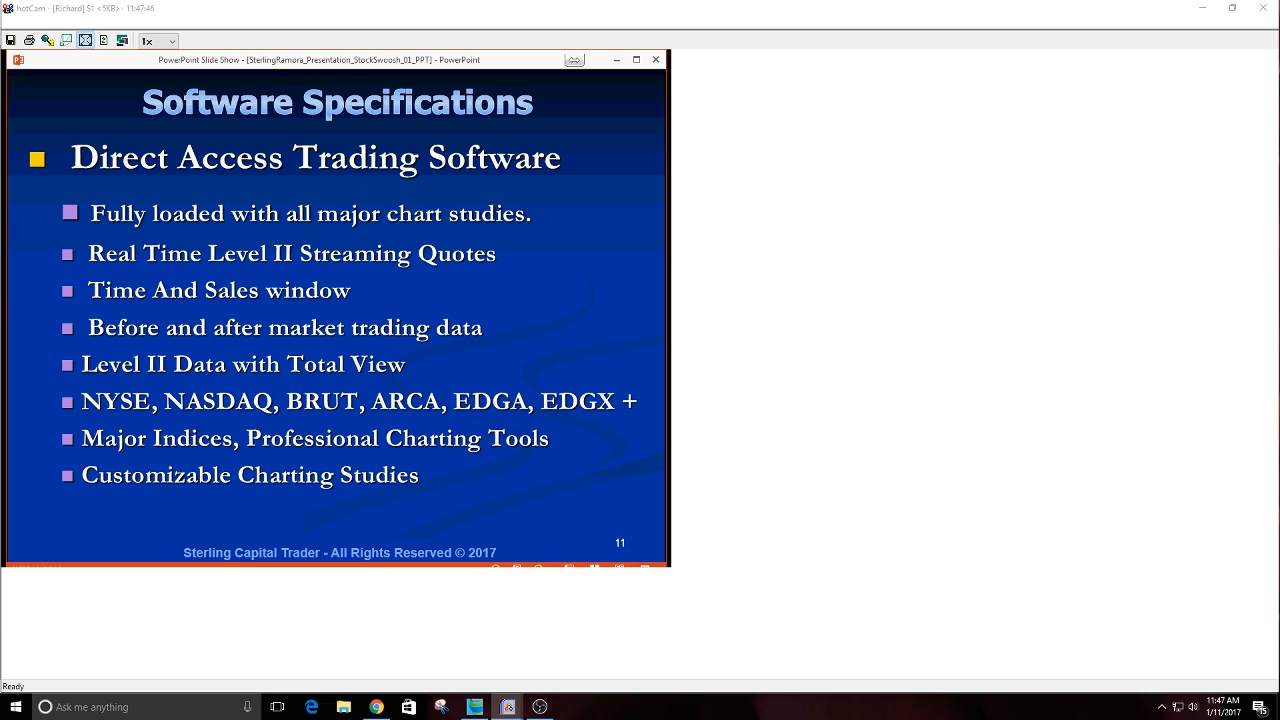 hotCam - [Richard] S1 <5KB> - 11:47:46
1x
PowerPoint Slide Show - [SterlingRamora_Presentation_StockSwoosh_01_PPT] - PowerPoint
Software Specifications
Direct Access Trading Software
Fully loaded with all major chart studies.
Real Time Level II Streaming Quotes
Time And Sales window
Before and after market trading data
Level II Data with Total View
NYSE, NASDAQ, BRUT, ARCA, EDGA, EDGX +
Major Indices, Professional Charting Tools
Customizable Charting Studies
11
Sterling Capital Trader - All Rights Reserved © 2017
Ready
Ask me anything
11:47 AM
1/11/2017